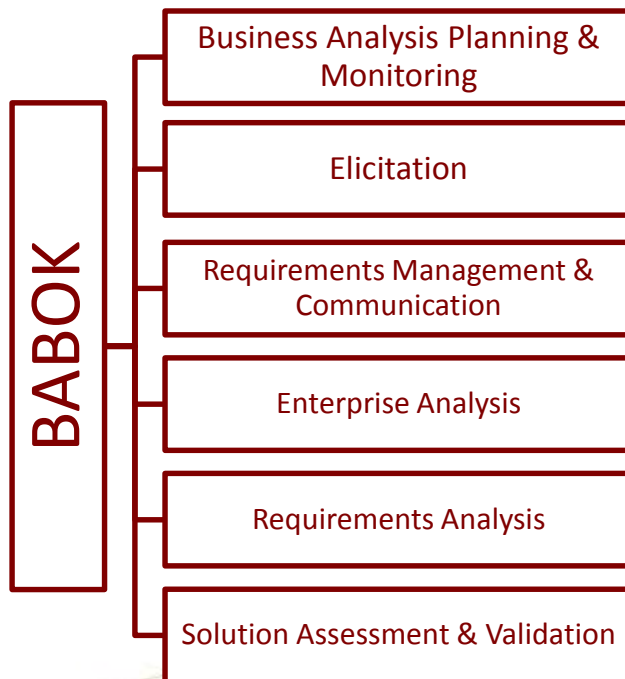 BABOK
Business Analysis Planning &
Monitoring
Elicitation
Requirements Management &
Communication
Enterprise Analysis
Requirements Analysis
Solution Assessment & Validation